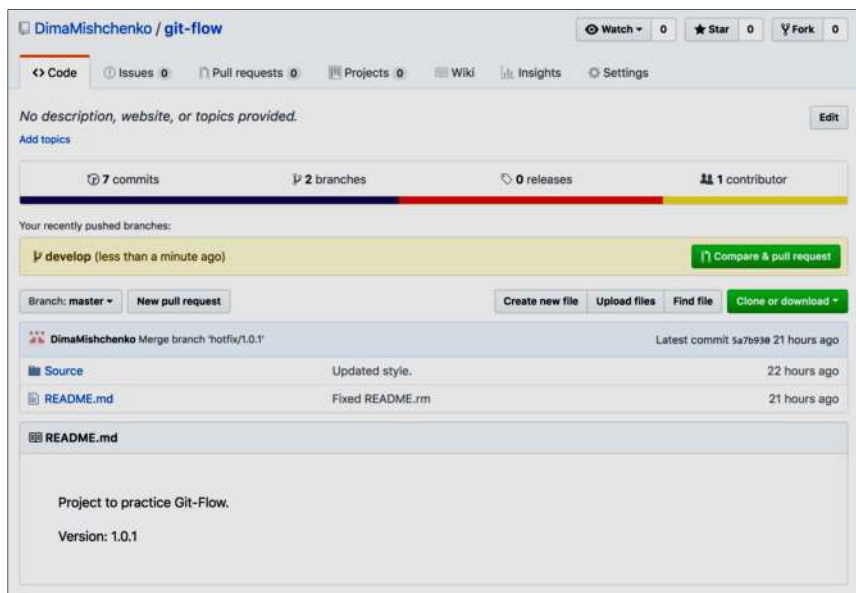 DimaMishchenko / git-flow
Watch 0 Star 0 Fork 0
Code Issues 0 Pull requests 0 Projects 0 Wiki Insights Settings
No description, website, or topics provided. Edit
Add topics
7 commits 2 branches 0 releases 1 contributor
Your recently pushed branches:
develop (less than a minute ago) Compare & pull request
Branch: master New pull request Create new file Upload files Find file Clone or download
DimaMishchenko Merge branch 'hotfix/1.0.1' Latest commit 5a7b930 21 hours ago
Source Updated style. 22 hours ago
README.md Fixed README.rm 21 hours ago
README.md
Project to practice Git-Flow.
Version: 1.0.1